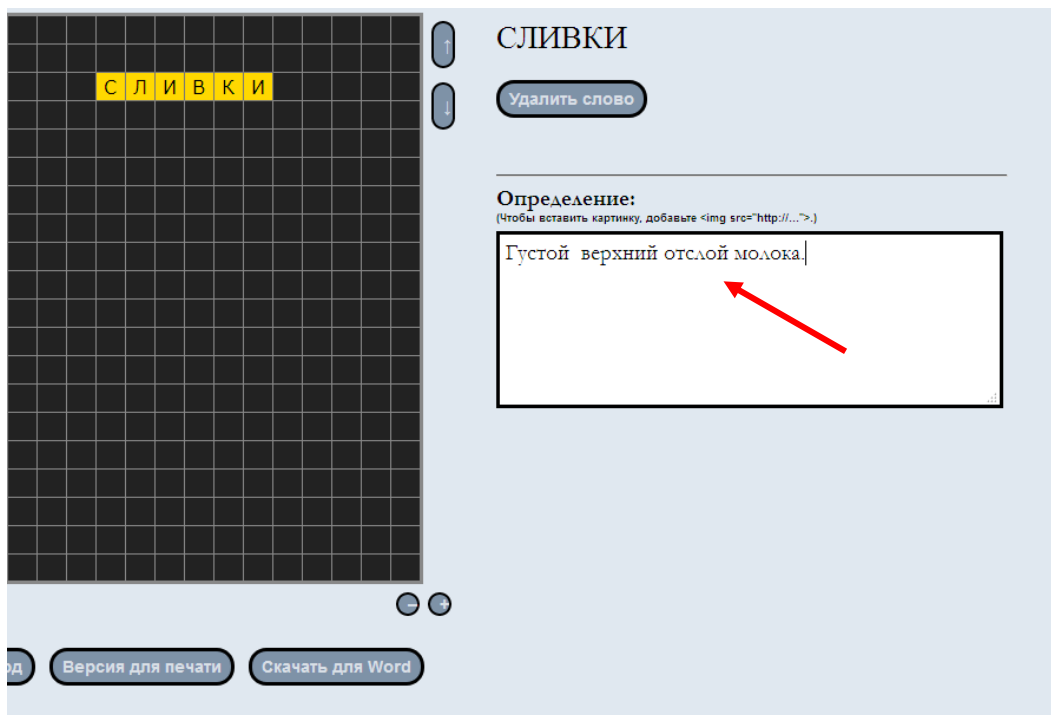 СЛИВКИ
↑
↓
СЛИВКИ
Удалить слово
Определение:
(Чтобы вставить картинку, добавьте <img src="http://...">.)
Густой  верхний отслой молока.
- +
од
Версия для печати
Скачать для Word